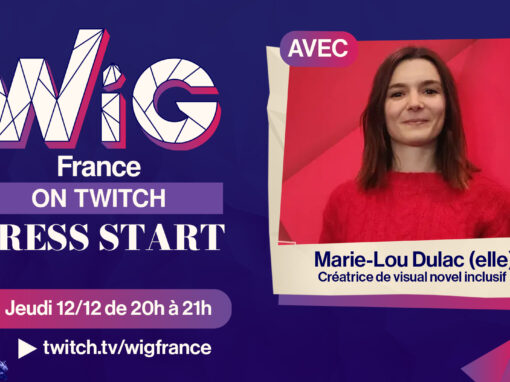 WiG
France
ON TWITCH
RESS START
Jeudi 12/12 de 20h à 21h
twitch.tv/wigfrance
AVEC
Marie-Lou Dulac (elle)
Créatrice de visual novel inclusif